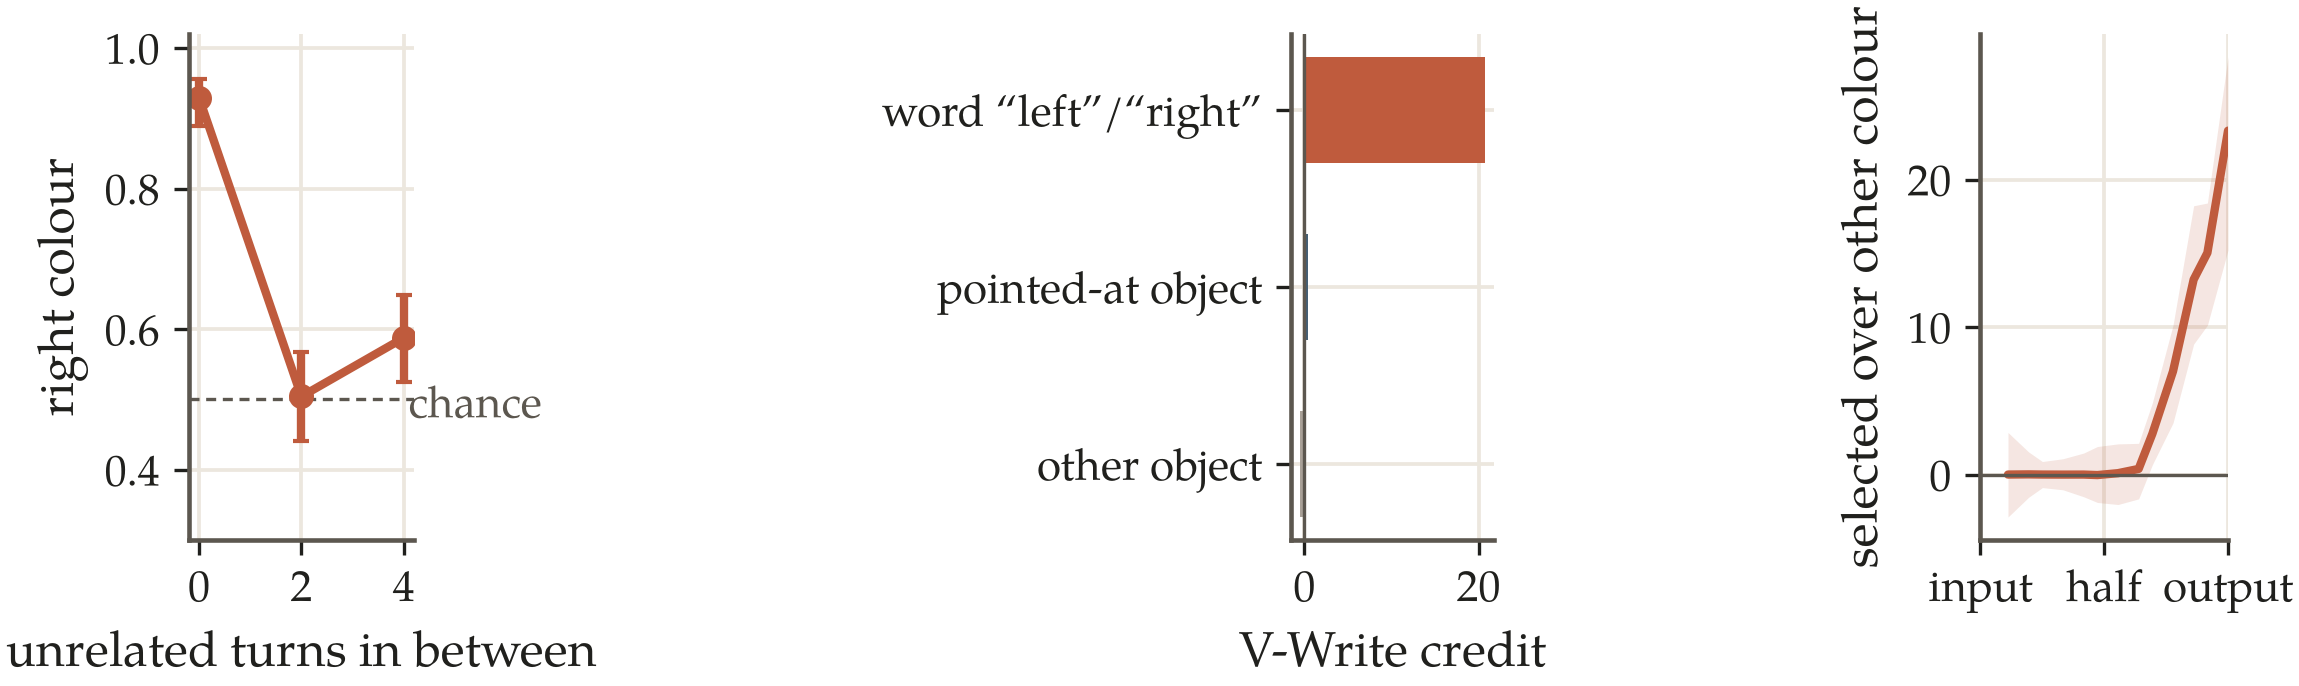 right colour
1.0
0.8
0.6
0.4
chance
0 2 4
unrelated turns in between
word “left”/“right”
pointed-at object
other object
0 20
V-Write credit
selected over other colour
20
10
0
input half output